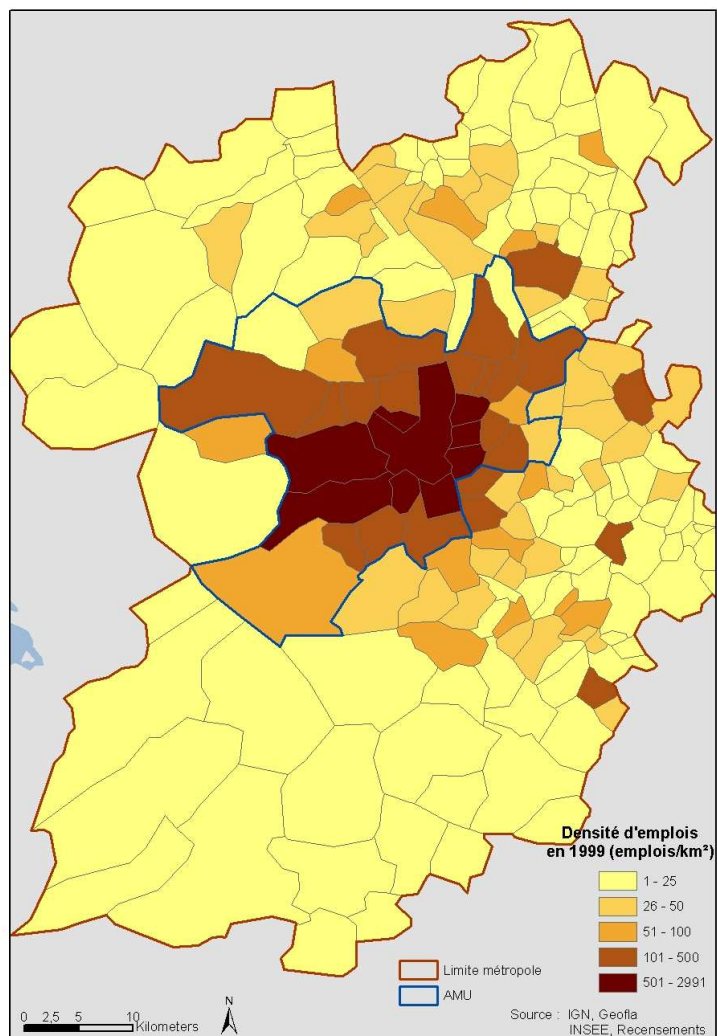 Densité d'emplois
en 1999 (emplois/km²)
1 - 25
26 - 50
51 - 100
101 - 500
501 - 2991
Limite métropole
AMU
0 2,5 5 10
Kilometers
N
Source : IGN, Geofla
INSEE, Recensements